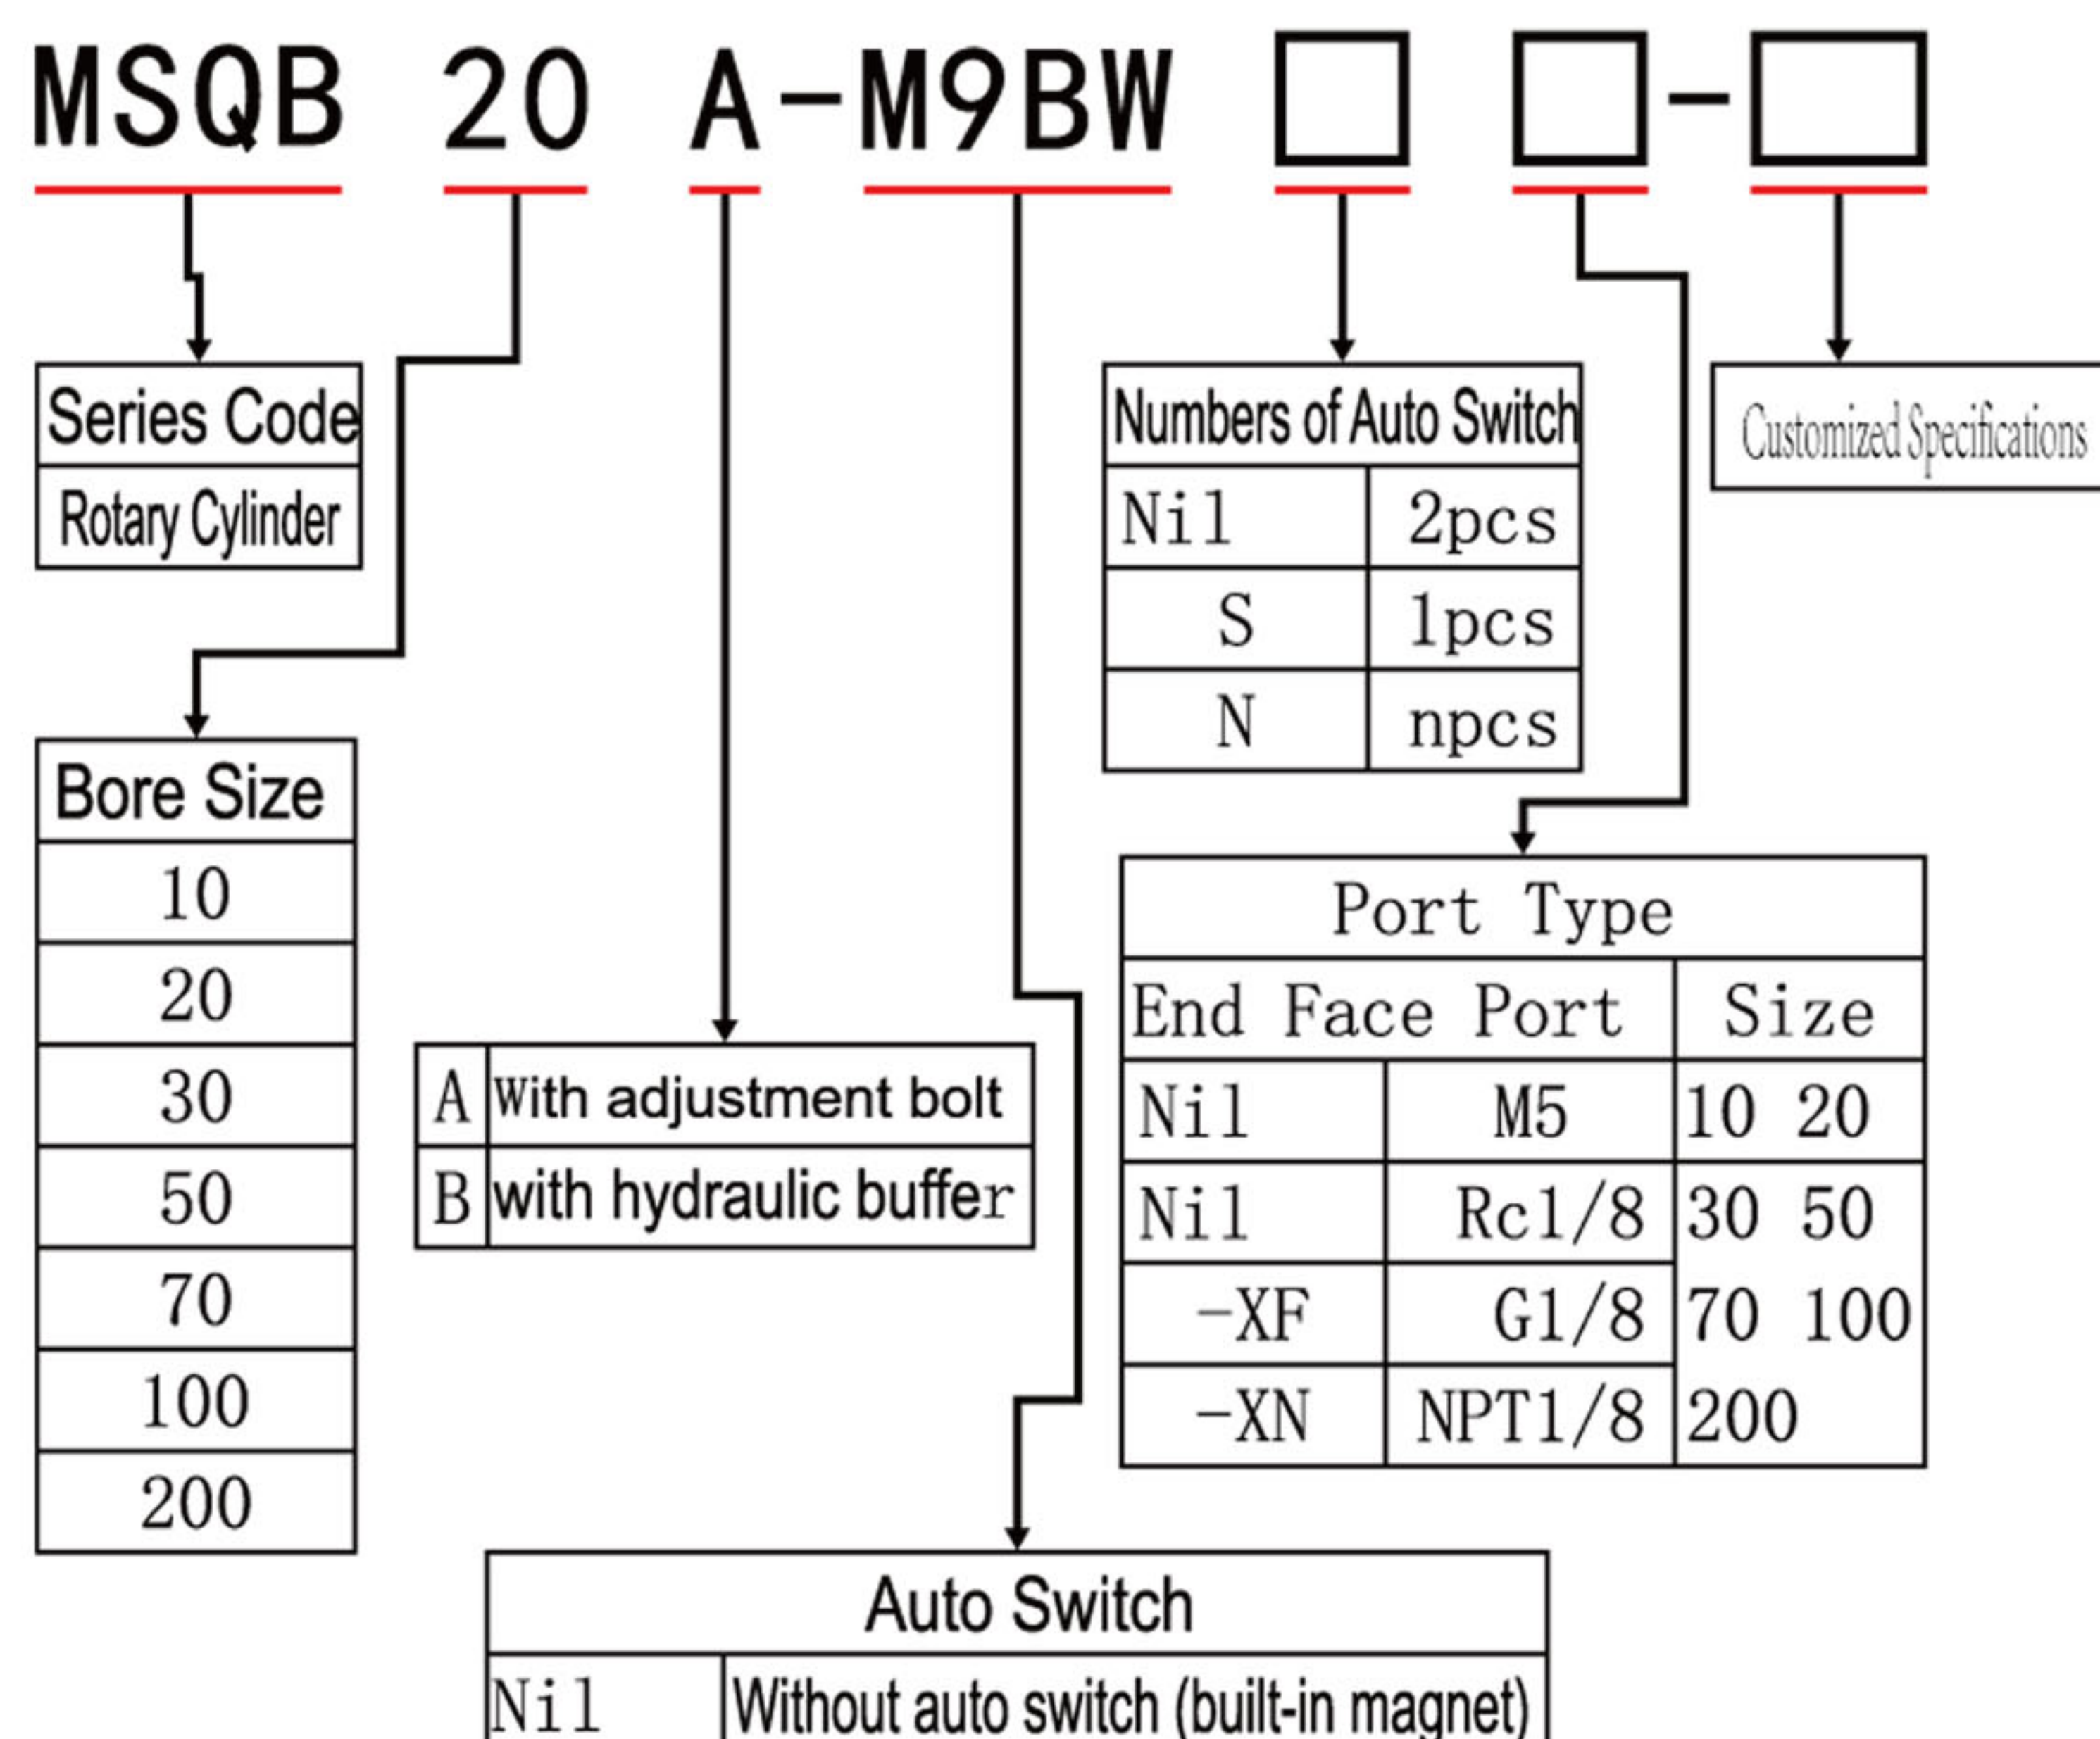 MSQB 20 A-M9BW □ □-□
Series Code
Rotary Cylinder
Bore Size
10
20
30
50
70
100
200
A With adjustment bolt
B with hydraulic buffer
Numbers of Auto Switch
Nil 2pcs
S 1pcs
N npcs
Customized Specifications
Port Type
End Face Port Size
Nil M5 10 20
Nil Rc1/8 30 50
-XF G1/8 70 100
-XN NPT1/8 200
Auto Switch
Nil Without auto switch (built-in magnet)